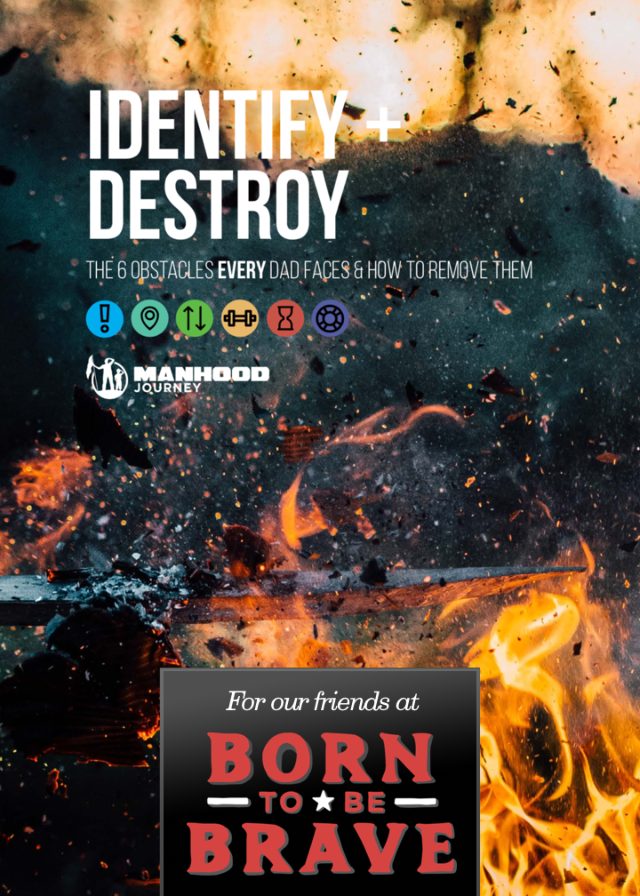 IDENTIFY +
DESTROY
THE 6 OBSTACLES EVERY DAD FACES & HOW TO REMOVE THEM
MANHOOD
JOURNEY
For our friends at
BORN
TO BE
BRAVE